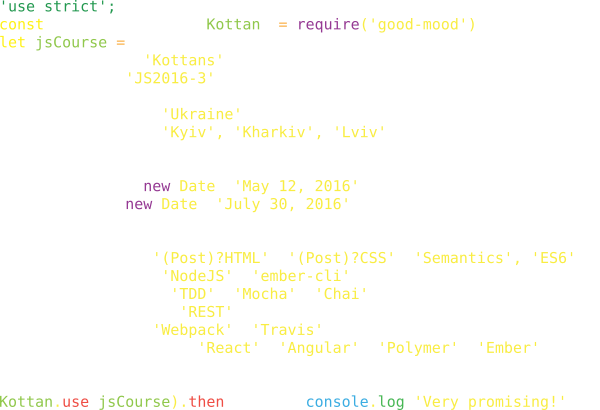 'use strict';
const Kottan = require('good-mood')
let jsCourse =
'Kottans'
'JS2016-3'
'Ukraine'
'Kyiv', 'Kharkiv', 'Lviv'
new Date 'May 12, 2016'
new Date 'July 30, 2016'
'(Post)?HTML' '(Post)?CSS' 'Semantics', 'ES6'
'NodeJS' 'ember-cli'
'TDD' 'Mocha' 'Chai'
'REST'
'Webpack' 'Travis'
'React' 'Angular' 'Polymer' 'Ember'
Kottan.use jsCourse).then console.log 'Very promising!'